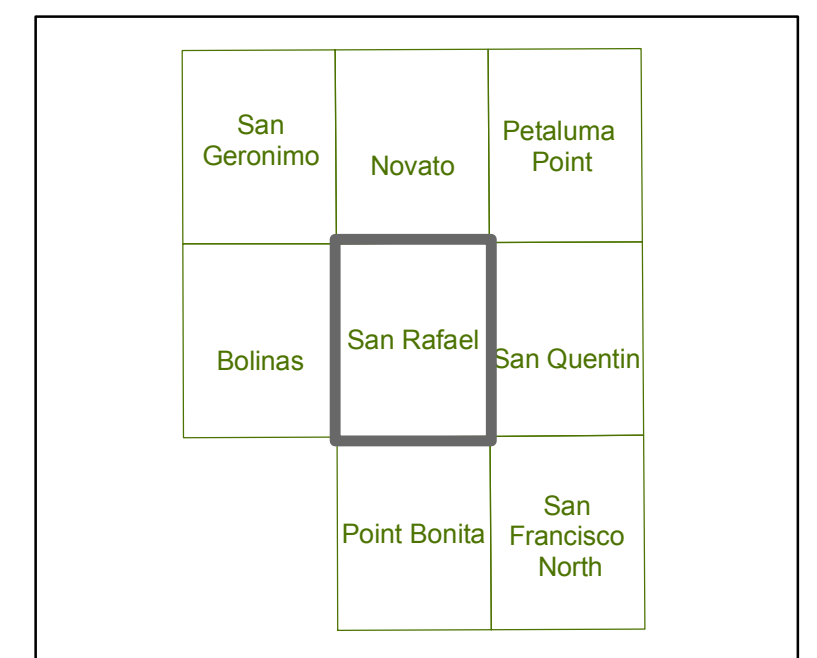 San
Geronimo
Novato
Petaluma
Point
Bolinas
San Rafael
San Quentin
Point Bonita
San
Francisco
North